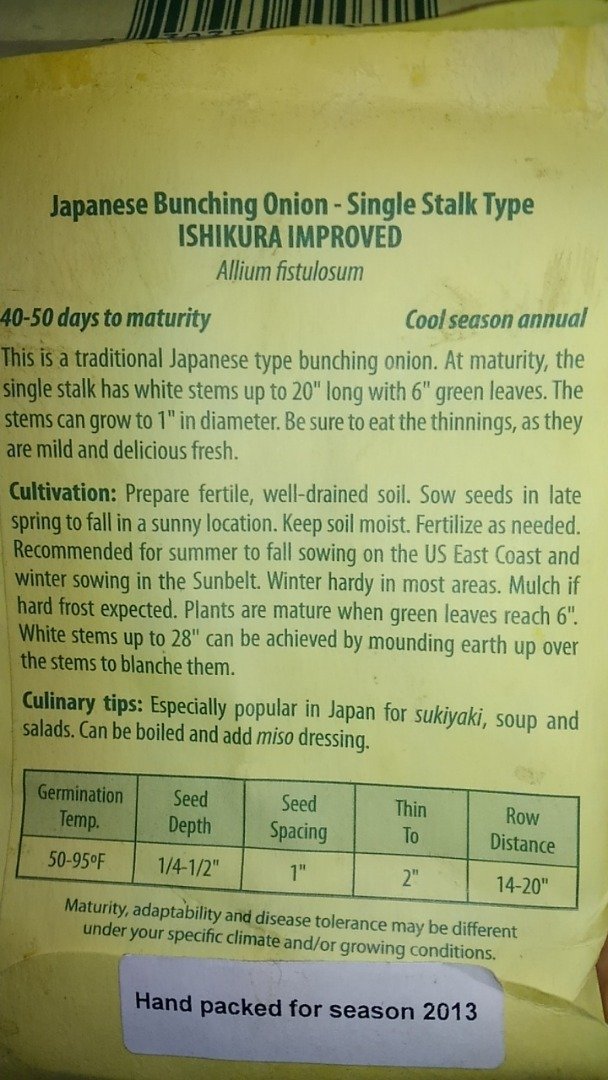 Japanese Bunching Onion - Single Stalk Type
ISHIKURA IMPROVED
Allium fistulosum
40-50 days to maturity
Cool season annual
This is a traditional Japanese type bunching onion. At maturity, the
single stalk has white stems up to 20" long with 6" green leaves. The
stems can grow to 1" in diameter. Be sure to eat the thinnings, as they
are mild and delicious fresh.
Cultivation: Prepare fertile, well-drained soil. Sow seeds in late
spring to fall in a sunny location. Keep soil moist. Fertilize as needed.
Recommended for summer to fall sowing on the US East Coast and
winter sowing in the Sunbelt. Winter hardy in most areas. Mulch if
hard frost expected. Plants are mature when green leaves reach 6".
White stems up to 28" can be achieved by mounding earth up over
the stems to blanche them.
Culinary tips: Especially popular in Japan for sukiyaki, soup and
salads. Can be boiled and add miso dressing.
Germination Temp.
Seed Depth
Seed Spacing
Thin To
Row Distance
50-95ºF
1/4-1/2"
1"
2"
14-20"
Maturity, adaptability and disease tolerance may be different
under your specific climate and/or growing conditions.
Hand packed for season 2013